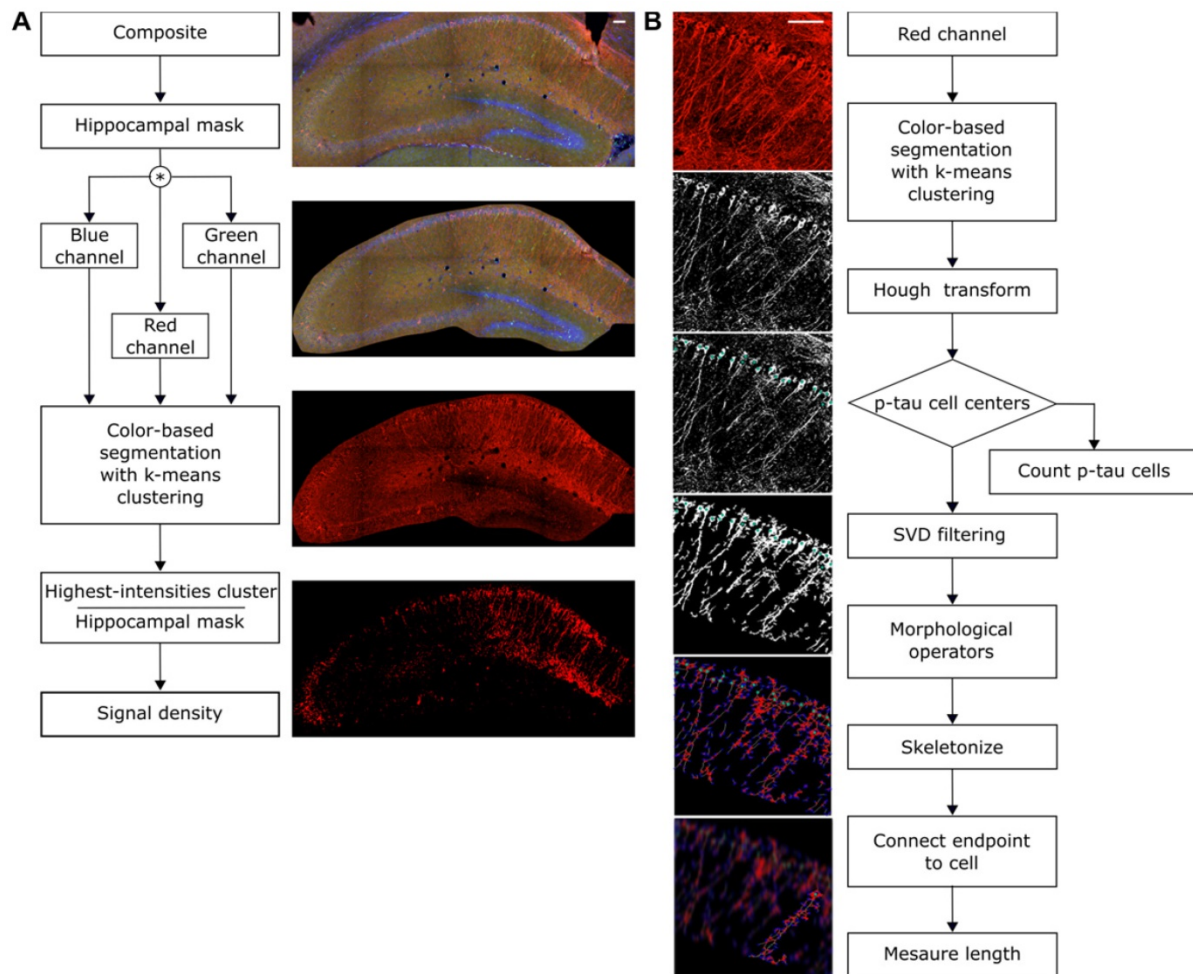 A
Composite
Hippocampal mask
*
Blue
channel
Green
channel
Red
channel
Color-based
segmentation
with k-means
clustering
Highest-intensities cluster
Hippocampal mask
Signal density
B
Red channel
Color-based
segmentation
with k-means
clustering
Hough transform
p-tau cell centers
Count p-tau cells
SVD filtering
Morphological
operators
Skeletonize
Connect endpoint
to cell
Mesaure length